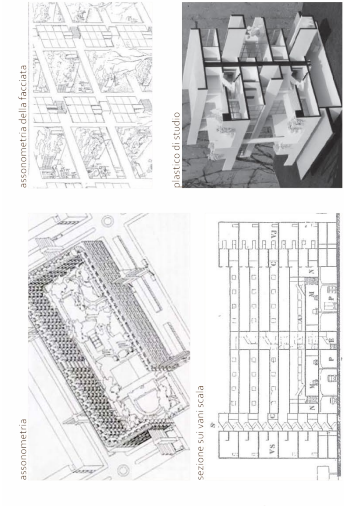 assonometria
assonometria della facciata
sezione sui vani scala
plastico di studio
V S
C
C
N
M
P
P
M
N
P